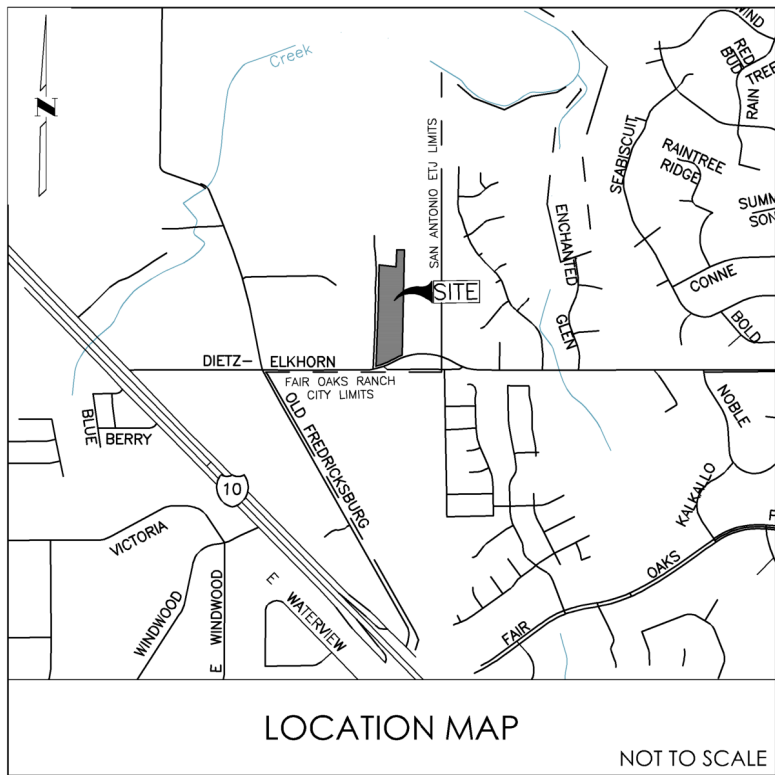 Creek
N
WIND
RED
BUD
RAIN TREE
SEABISCUIT
RAINTREE
RIDGE
SUMM
SON
CONNE
BOLD
SAN ANTONIO ETJ LIMITS
ENCHANTED
GLEN
SITE
DIETZ– ELKHORN
FAIR OAKS RANCH
CITY LIMITS
OLD FREDRICKSBURG
BLUE
BERRY
10
NOBLE
KALKALLO
VICTORIA
WINDWOOD
E WINDWOOD
E WATERVIEW
FAIR OAKS
F
LOCATION MAP
NOT TO SCALE